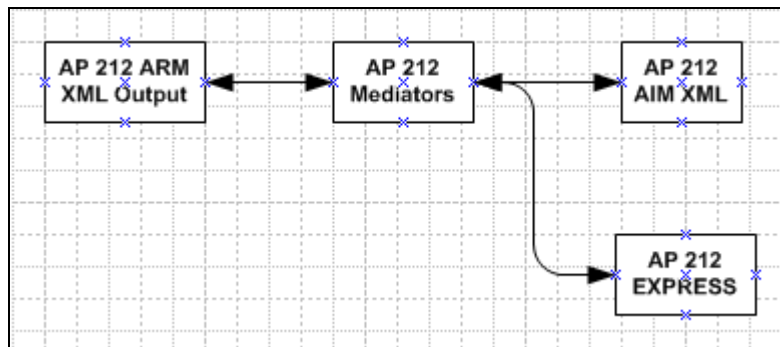 AP 212 ARM
XML Output
AP 212
Mediators
AP 212
AIM XML
AP 212
EXPRESS